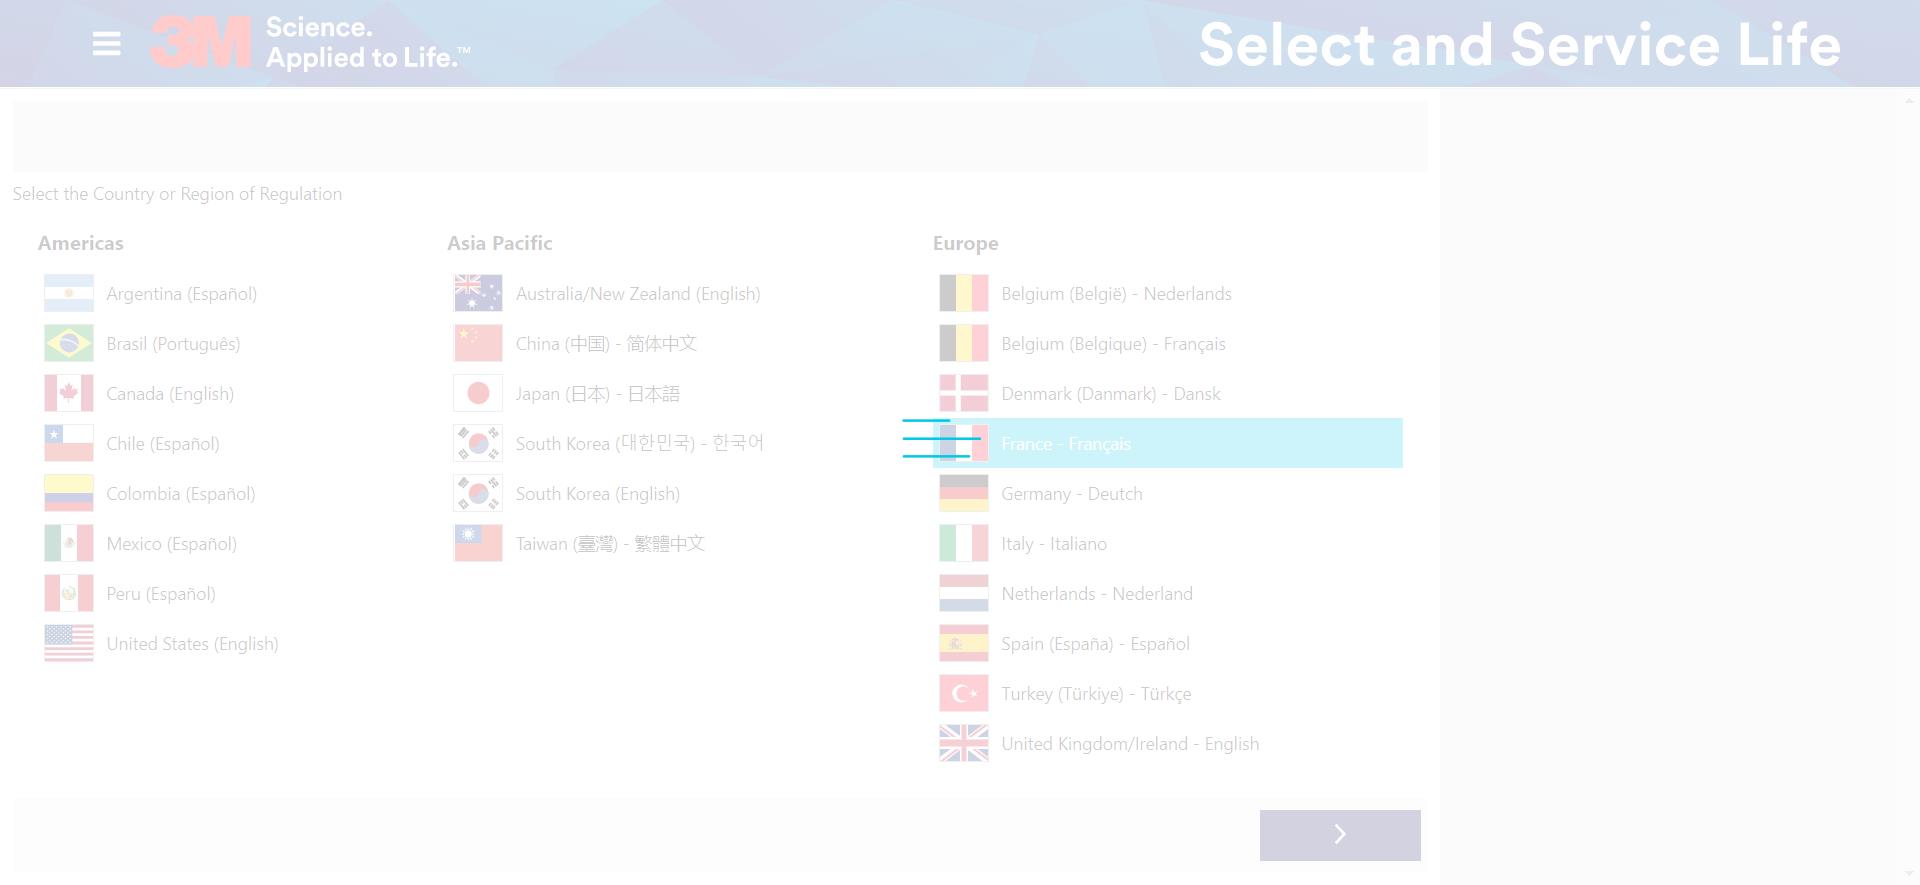 3M Science.
Applied to Life.™
Select and Service Life
Select the Country or Region of Regulation
Americas
Argentina (Español)
Brasil (Português)
Canada (English)
Chile (Español)
Colombia (Español)
Mexico (Español)
Peru (Español)
United States (English)
Asia Pacific
Australia/New Zealand (English)
China (中国) - 简体中文
Japan (日本) - 日本語
South Korea (대한민국) - 한국어
South Korea (English)
Taiwan (臺灣) - 繁體中文
Europe
Belgium (België) - Nederlands
Belgium (Belgique) - Français
Denmark (Danmark) - Dansk
France - Français
Germany - Deutch
Italy - Italiano
Netherlands - Nederland
Spain (España) - Español
Turkey (Türkiye) - Türkçe
United Kingdom/Ireland - English